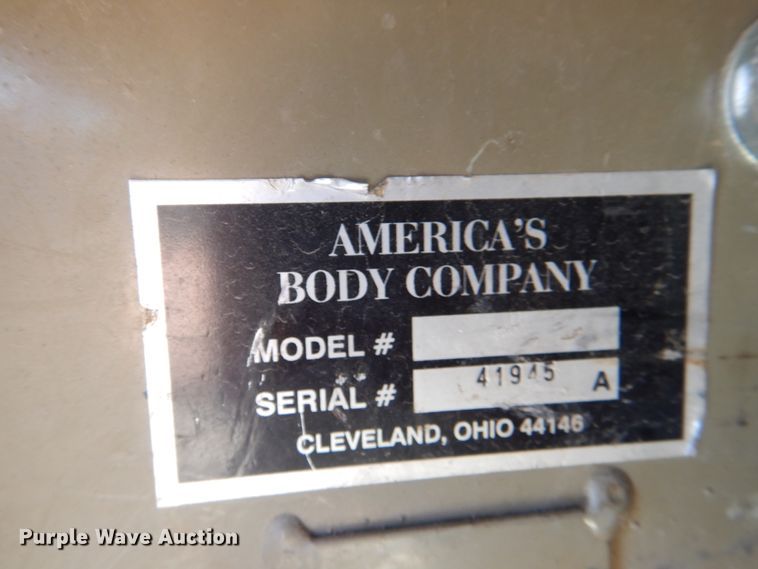 AMERICA'S
BODY COMPANY
MODEL #
SERIAL # 41945 A
CLEVELAND, OHIO 44146
Purple Wave Auction